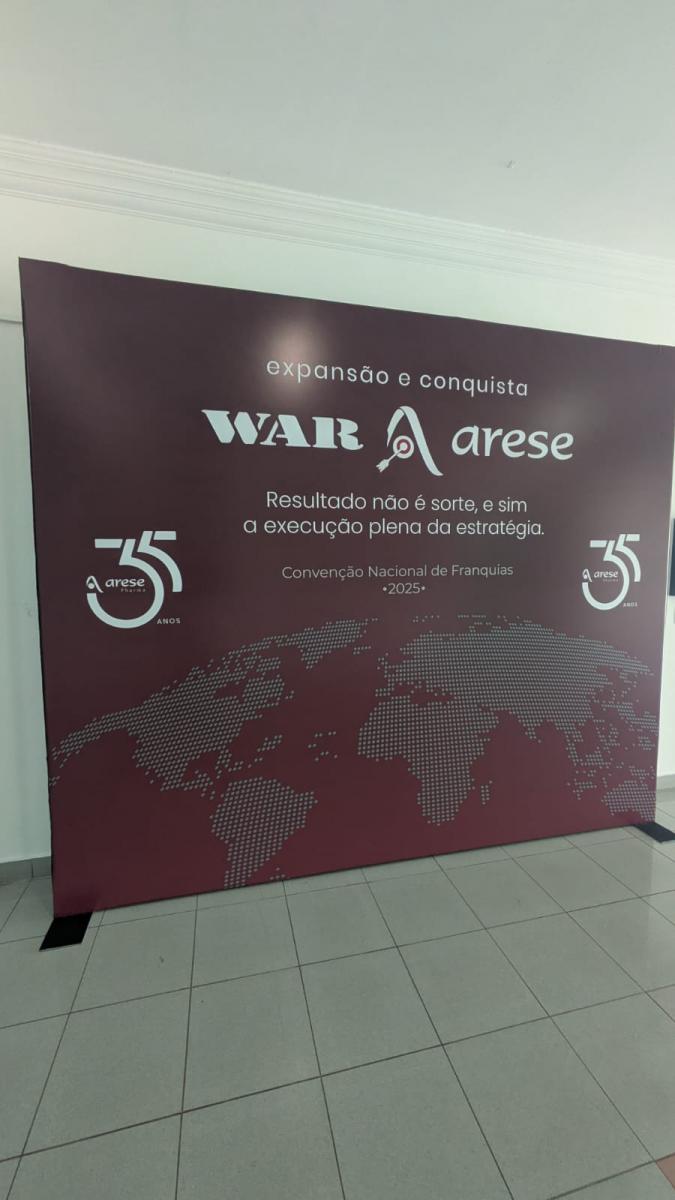 expansão e conquista
WAR arese
Resultado não é sorte, e sim
a execução plena da estratégia.
Convenção Nacional de Franquias
•2025•
35
arese
Pharma
ANOS
35
arese
Pharma
ANOS